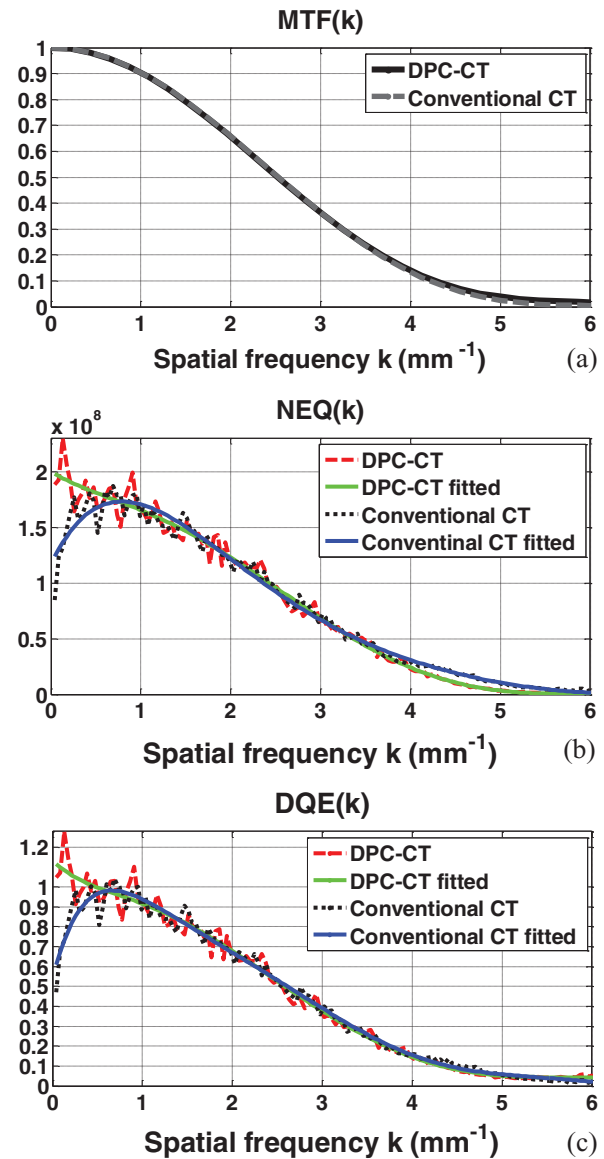 MTF(k)
1
0.9
0.8
0.7
0.6
0.5
0.4
0.3
0.2
0.1
0
DPC-CT
Conventional CT
0 1 2 3 4 5 6
Spatial frequency k (mm⁻¹)
(a)
NEQ(k)
x 10⁸
2
1.5
1
0.5
0
DPC-CT
DPC-CT fitted
Conventional CT
Conventinal CT fitted
0 1 2 3 4 5 6
Spatial frequency k (mm⁻¹)
(b)
DQE(k)
1.2
1.1
1
0.9
0.8
0.7
0.6
0.5
0.4
0.3
0.2
0.1
0
DPC-CT
DPC-CT fitted
Conventional CT
Conventional CT fitted
0 1 2 3 4 5 6
Spatial frequency k (mm⁻¹)
(c)